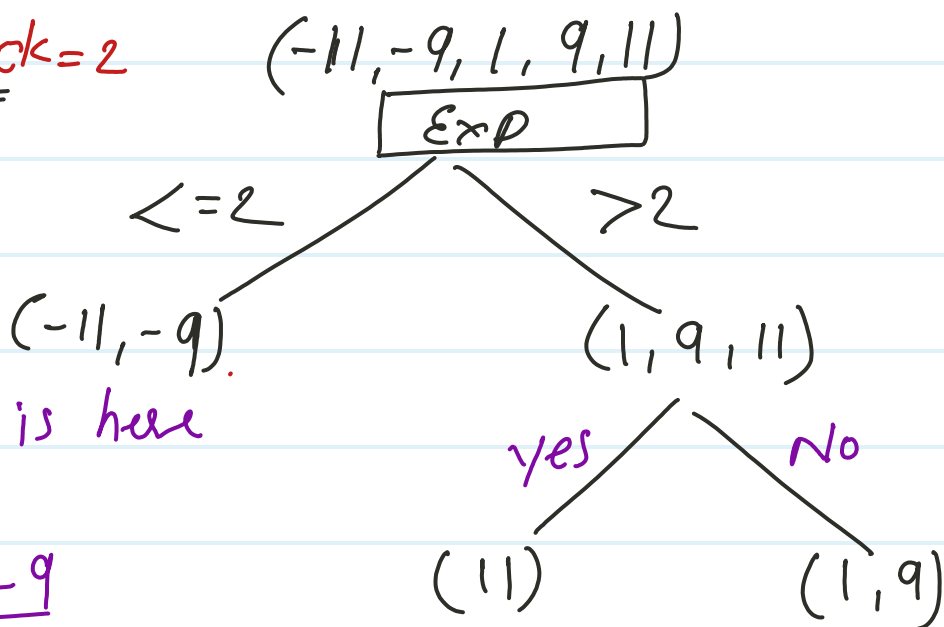 ck=2 (-11,-9,1,9,11)
Exp
<=2 >2
(-11,-9). (1,9,11)
is here
yes No
(11) (1,9)
-9